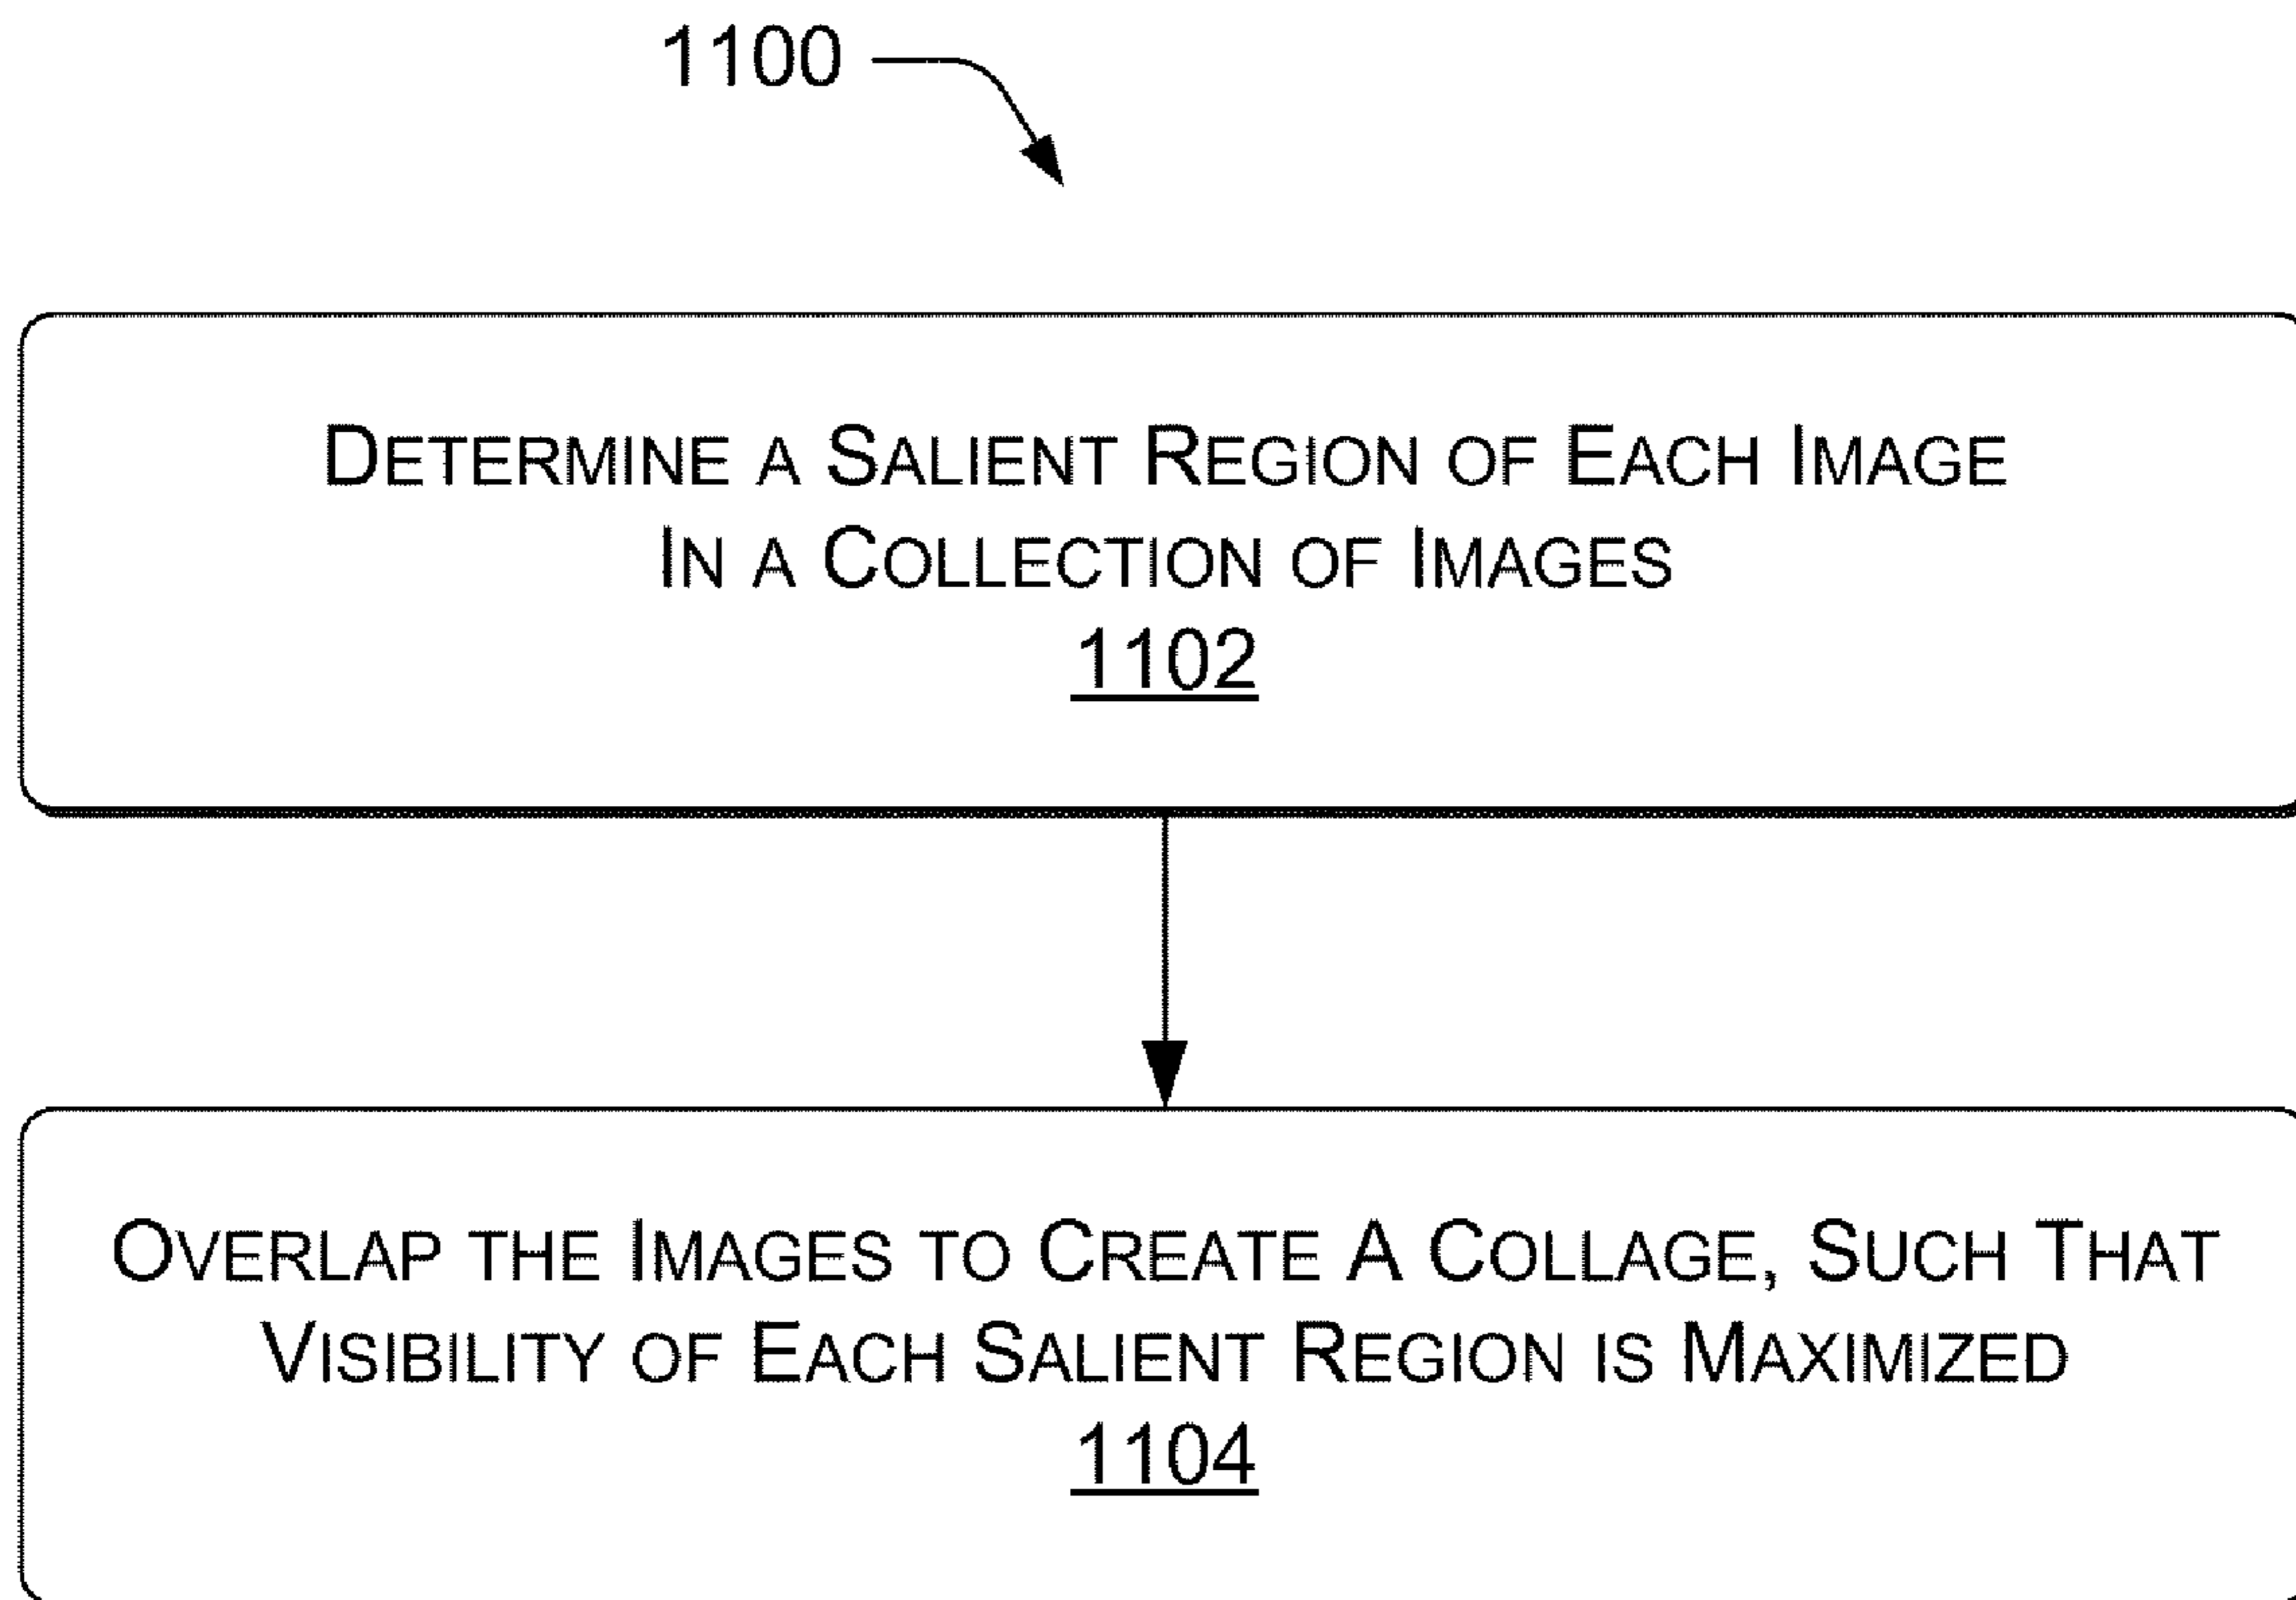 1100
Determine a Salient Region of Each Image
In a Collection of Images
1102
Overlap the Images to Create A Collage, Such That
Visibility of Each Salient Region is Maximized
1104